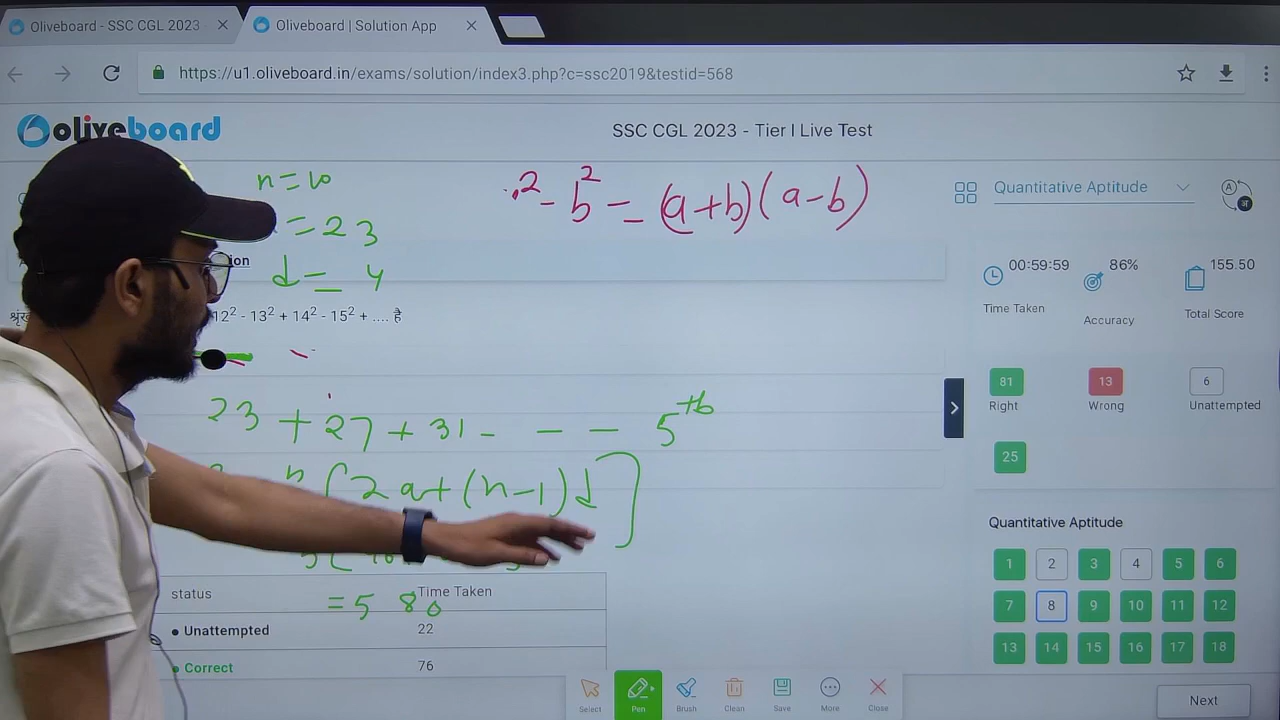 Oliveboard - SSC CGL 2023
Oliveboard | Solution App
https://u1.oliveboard.in/exams/solution/index3.php?c=ssc2019&testid=568
oliveboard
SSC CGL 2023 - Tier I Live Test
n = 10
= 23
d = 4
² - b² = (a+b)(a-b)
Quantitative Aptitude
12² - 13² + 14² - 15² + .... है
00:59:59
Time Taken
86%
Accuracy
155.50
Total Score
81
Right
13
Wrong
6
Unattempted
25
23 + 27 + 31 - - - 5th
n [ 2a + (n-1)d ]
= 580
status Time Taken
Unattempted 22
Correct 76
Quantitative Aptitude
1 2 3 4 5 6
7 8 9 10 11 12
13 14 15 16 17 18
Select Pen Brush Clean Save More Close
Next